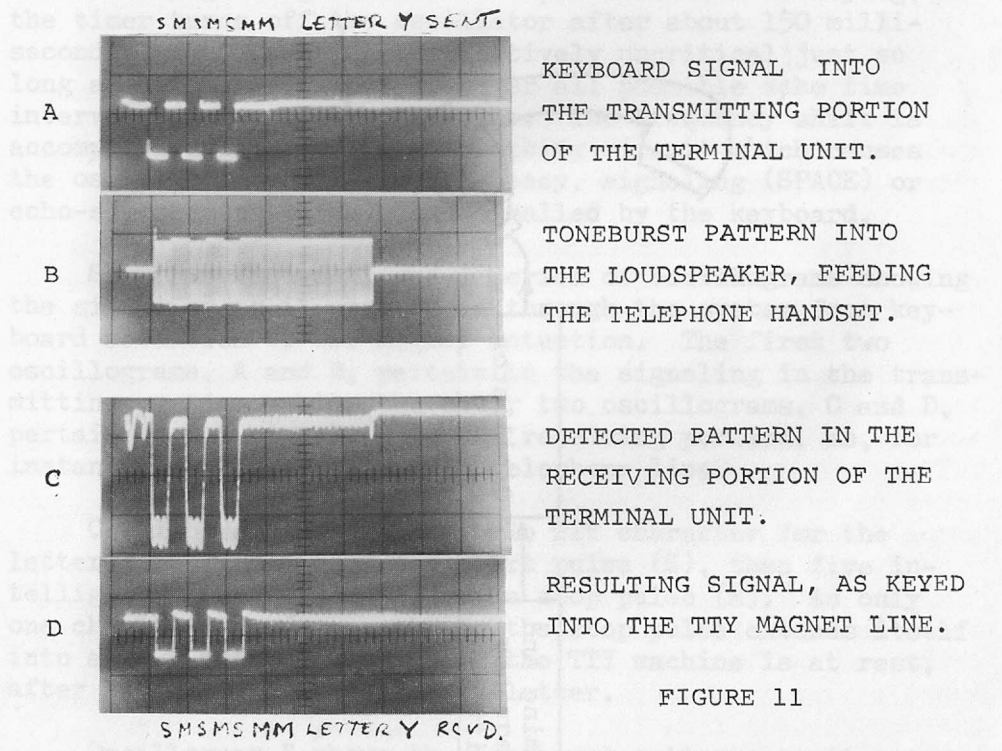 SMSMSMM LETTER Y SENT.
A
KEYBOARD SIGNAL INTO
THE TRANSMITTING PORTION
OF THE TERMINAL UNIT.
B
TONEBURST PATTERN INTO
THE LOUDSPEAKER, FEEDING
THE TELEPHONE HANDSET.
C
DETECTED PATTERN IN THE
RECEIVING PORTION OF THE
TERMINAL UNIT.
D
RESULTING SIGNAL, AS KEYED
INTO THE TTY MAGNET LINE.
FIGURE 11
SMSMSMM LETTER Y RCVD.